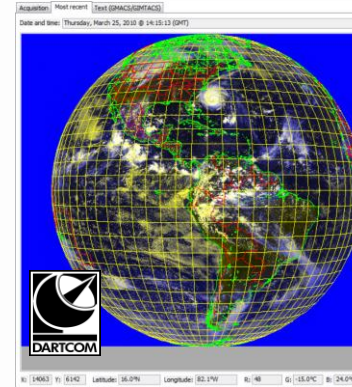 Acquisition Most recent Text (GMACS/GIMTACS)
Date and time: Thursday, March 25, 2010 @ 14:15:13 (GMT)
DARTCOM
X: 14063 Y: 6142 Latitude: 16.0°N Longitude: 82.1°W R: 48 G: -15.0°C B: 24.0°